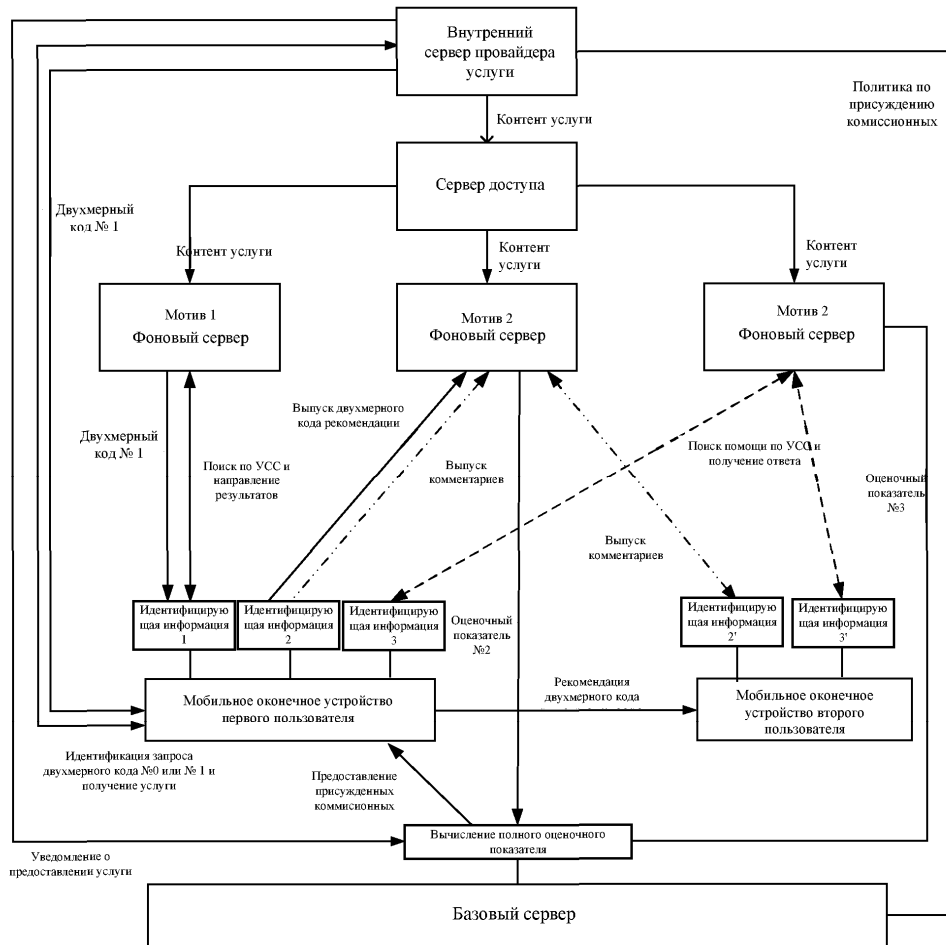 Внутренний
сервер провайдера
услуги
Политика по
присуждению
комиссионных
Контент услуги
Сервер доступа
Двухмерный
код № 1
Контент услуги
Контент
услуги
Контент
услуги
Мотив 1
Фоновый сервер
Мотив 2
Фоновый сервер
Мотив 2
Фоновый сервер
Выпуск двухмерного
кода рекомендации
Двухмерный
код № 1
Поиск по УСС и
направление
результатов
Выпуск
комментариев
Поиск помощи по УСС и
получение ответа
Оценочный
показатель
№3
Выпуск
комментариев
Идентифицирую
щая информация
1
Идентифицирую
щая информация
2
Идентифицирую
щая информация
3
Оценочный
показатель
№2
Идентифицирую
щая информация
2'
Идентифицирую
щая информация
3'
Мобильное оконечное устройство
первого пользователя
Рекомендация
двухмерного кода
Мобильное оконечное
устройство второго
пользователя
Идентификация запроса
двухмерного кода №0 или № 1 и
получение услуги
Предоставление
присужденных
коммисионных
Вычисление полного оценочного
показателя
Уведомление о
предоставлении услуги
Базовый сервер